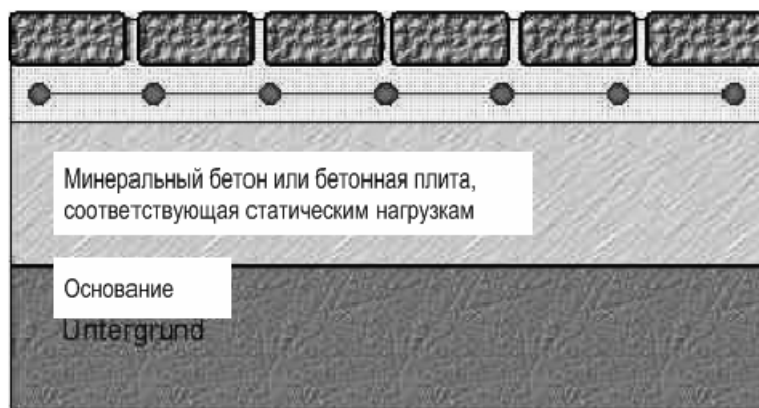 Минеральный бетон или бетонная плита,
соответствующая статическим нагрузкам
Основание
Untergrund